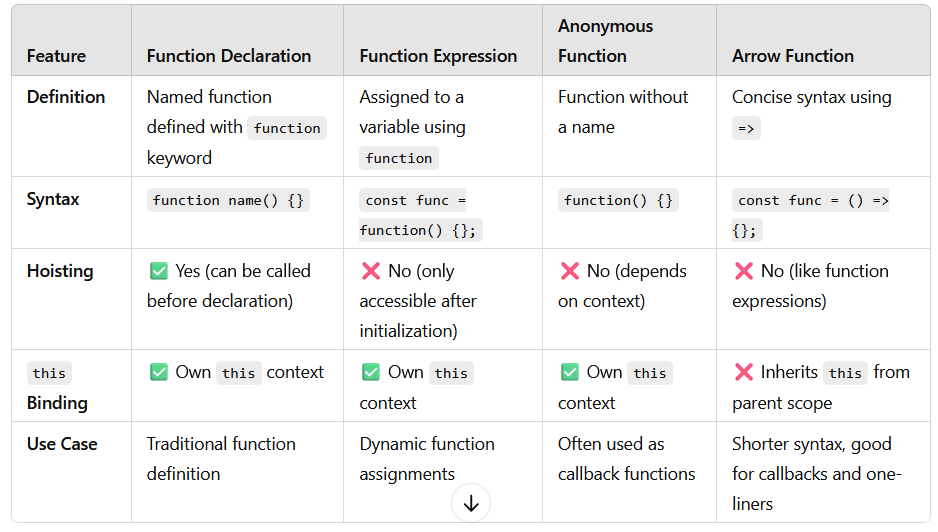 Feature Function Declaration Function Expression Anonymous Function Arrow Function
Definition
Named function
defined with function
keyword
Assigned to a
variable using
function
Function without
a name
Concise syntax using
=>
Syntax
function name() {}
const func =
function() {};
function() {}
const func = () =>
{};
Hoisting
✅ Yes (can be called
before declaration)
❌ No (only
accessible after
initialization)
❌ No (depends
on context)
❌ No (like function
expressions)
this
Binding
✅ Own this context
✅ Own this
context
✅ Own this
context
❌ Inherits this from
parent scope
Use Case
Traditional function
definition
Dynamic function
assignments
Often used as
callback functions
Shorter syntax, good
for callbacks and one-
liners